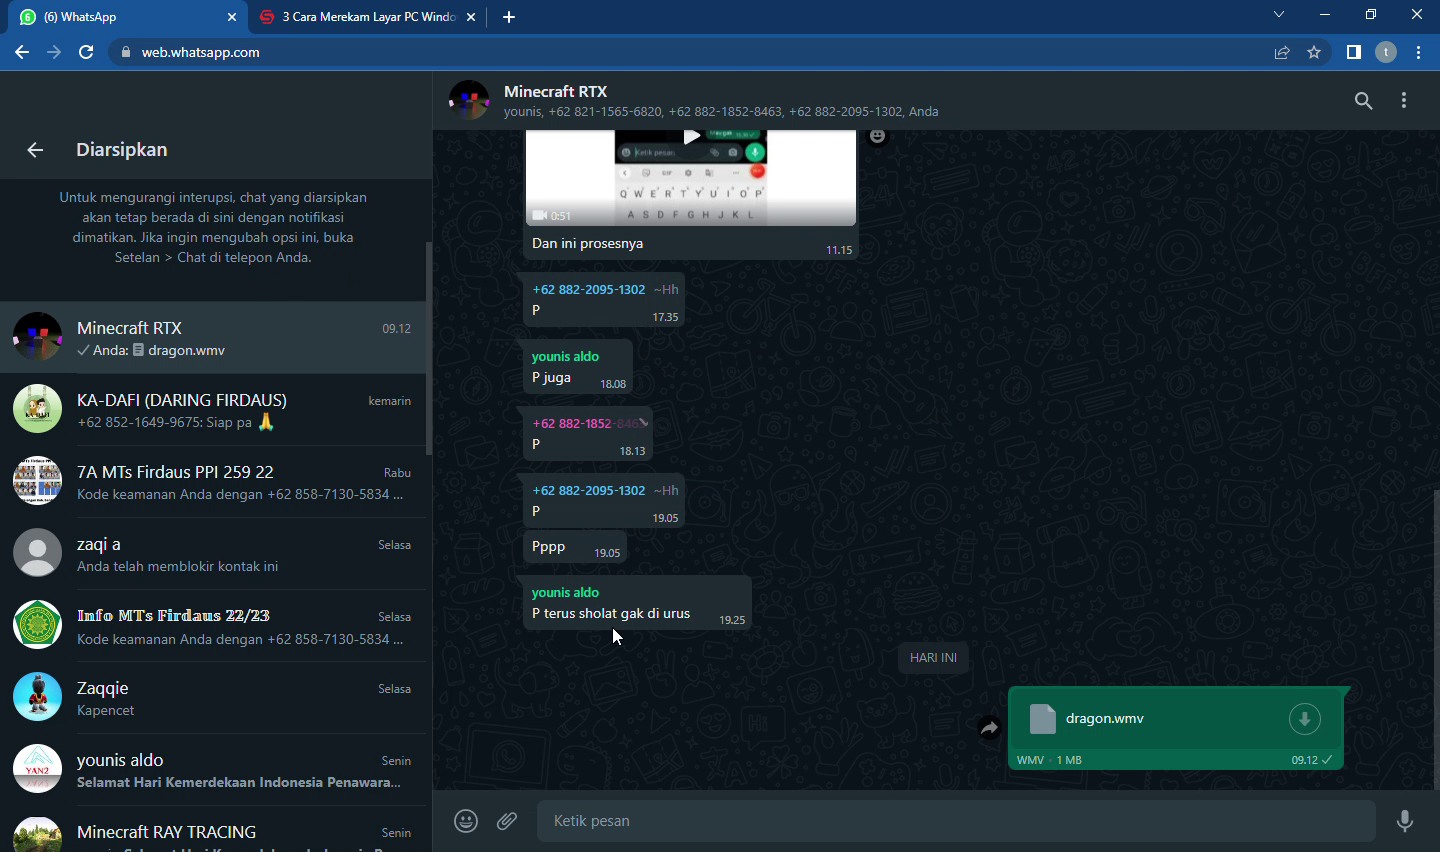 (6) WhatsApp
3 Cara Merekam Layar PC Windo
web.whatsapp.com
t
Diarsipkan
Untuk mengurangi interupsi, chat yang diarsipkan
akan tetap berada di sini dengan notifikasi
dimatikan. Jika ingin mengubah opsi ini, buka
Setelan > Chat di telepon Anda.
Minecraft RTX
09.12
Anda: dragon.wmv
KA-DAFI (DARING FIRDAUS)
kemarin
+62 852-1649-9675: Siap pa 🙏
7A MTs Firdaus PPI 259 22
Rabu
Kode keamanan Anda dengan +62 858-7130-5834 ...
zaqi a
Selasa
Anda telah memblokir kontak ini
𝕀𝕟𝕗𝕠 𝕄𝕋𝕤 𝔽𝕚𝕣𝕕𝕒𝕦𝕤 𝟚𝟚/𝟚𝟛
Selasa
Kode keamanan Anda dengan +62 858-7130-5834 ...
Zaqqie
Selasa
Kapencet
YAN2
younis aldo
Senin
Selamat Hari Kemerdekaan Indonesia Penawara...
Minecraft RAY TRACING
Senin
Minecraft RTX
younis, +62 821-1565-6820, +62 882-1852-8463, +62 882-2095-1302, Anda
Ketik pesan
GIF
Q W E R T Y U I O P
A S D F G H J K L
0:51
Dan ini prosesnya
11.15
+62 882-2095-1302 ~Hh
P
17.35
younis aldo
P juga
18.08
+62 882-1852-8463
P
18.13
+62 882-2095-1302 ~Hh
P
19.05
Pppp
19.05
younis aldo
P terus sholat gak di urus
19.25
HARI INI
dragon.wmv
WMV · 1 MB
09.12
Ketik pesan